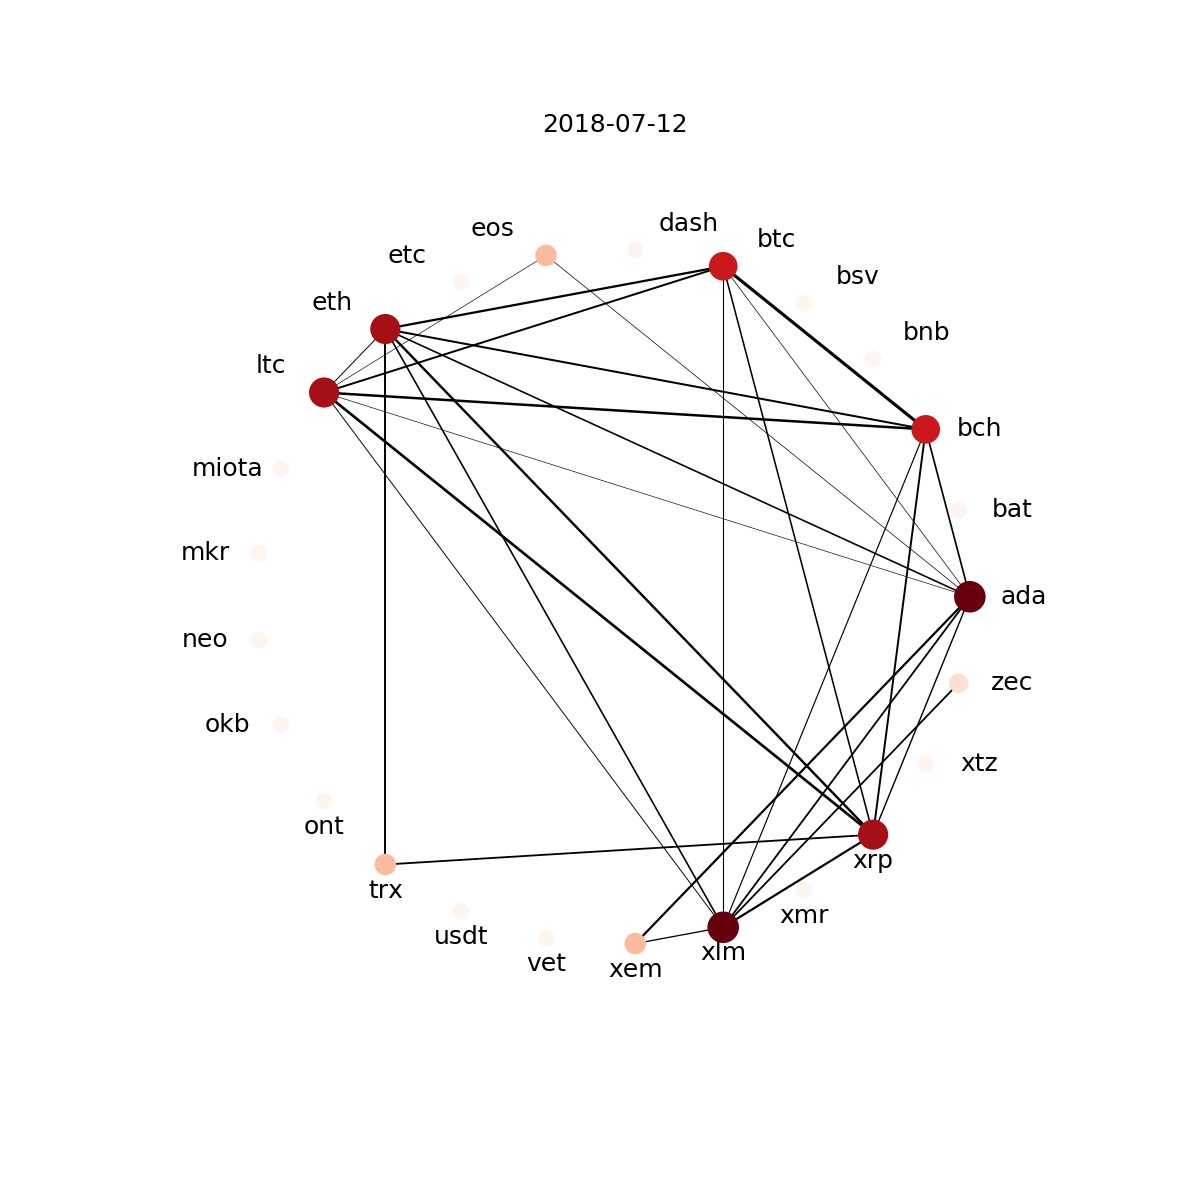 2018-07-12
dash
eos
btc
etc
bsv
eth
bnb
ltc
bch
miota
bat
mkr
ada
neo
zec
okb
xtz
ont
xrp
trx
xmr
usdt
xlm
vet
xem